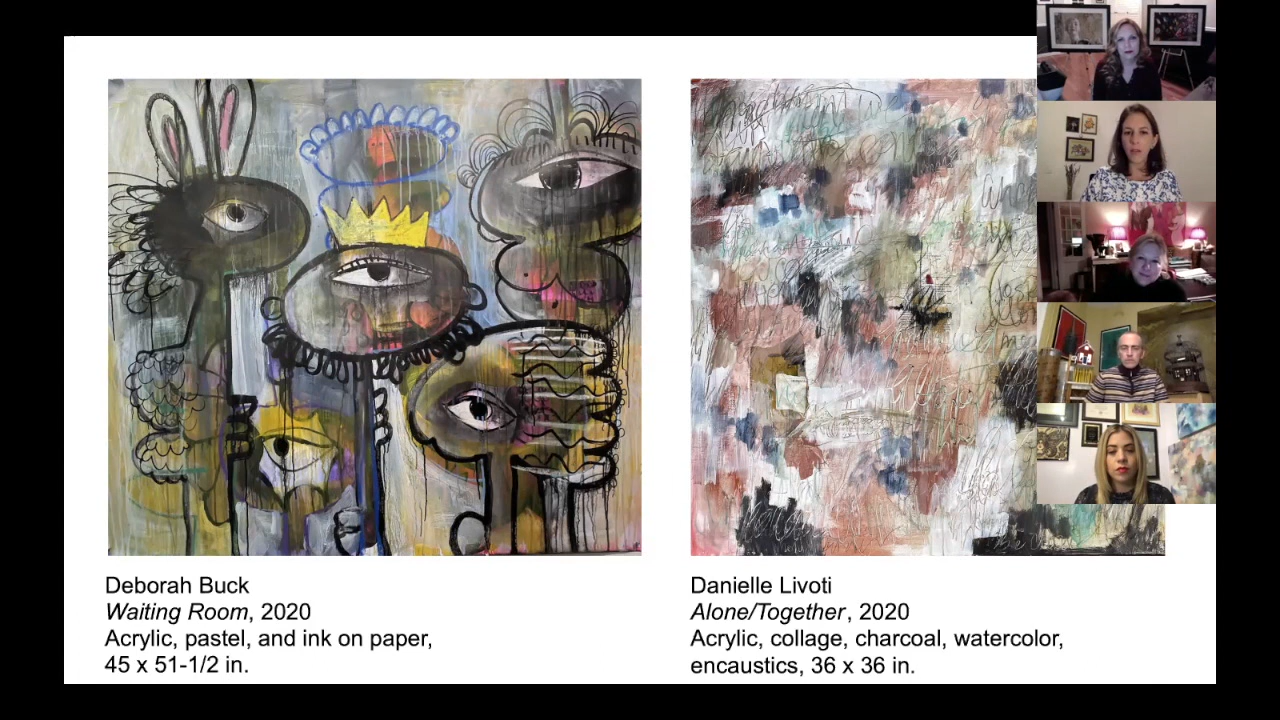 Deborah Buck
Waiting Room, 2020
Acrylic, pastel, and ink on paper,
45 x 51-1/2 in.
Danielle Livoti
Alone/Together, 2020
Acrylic, collage, charcoal, watercolor,
encaustics, 36 x 36 in.